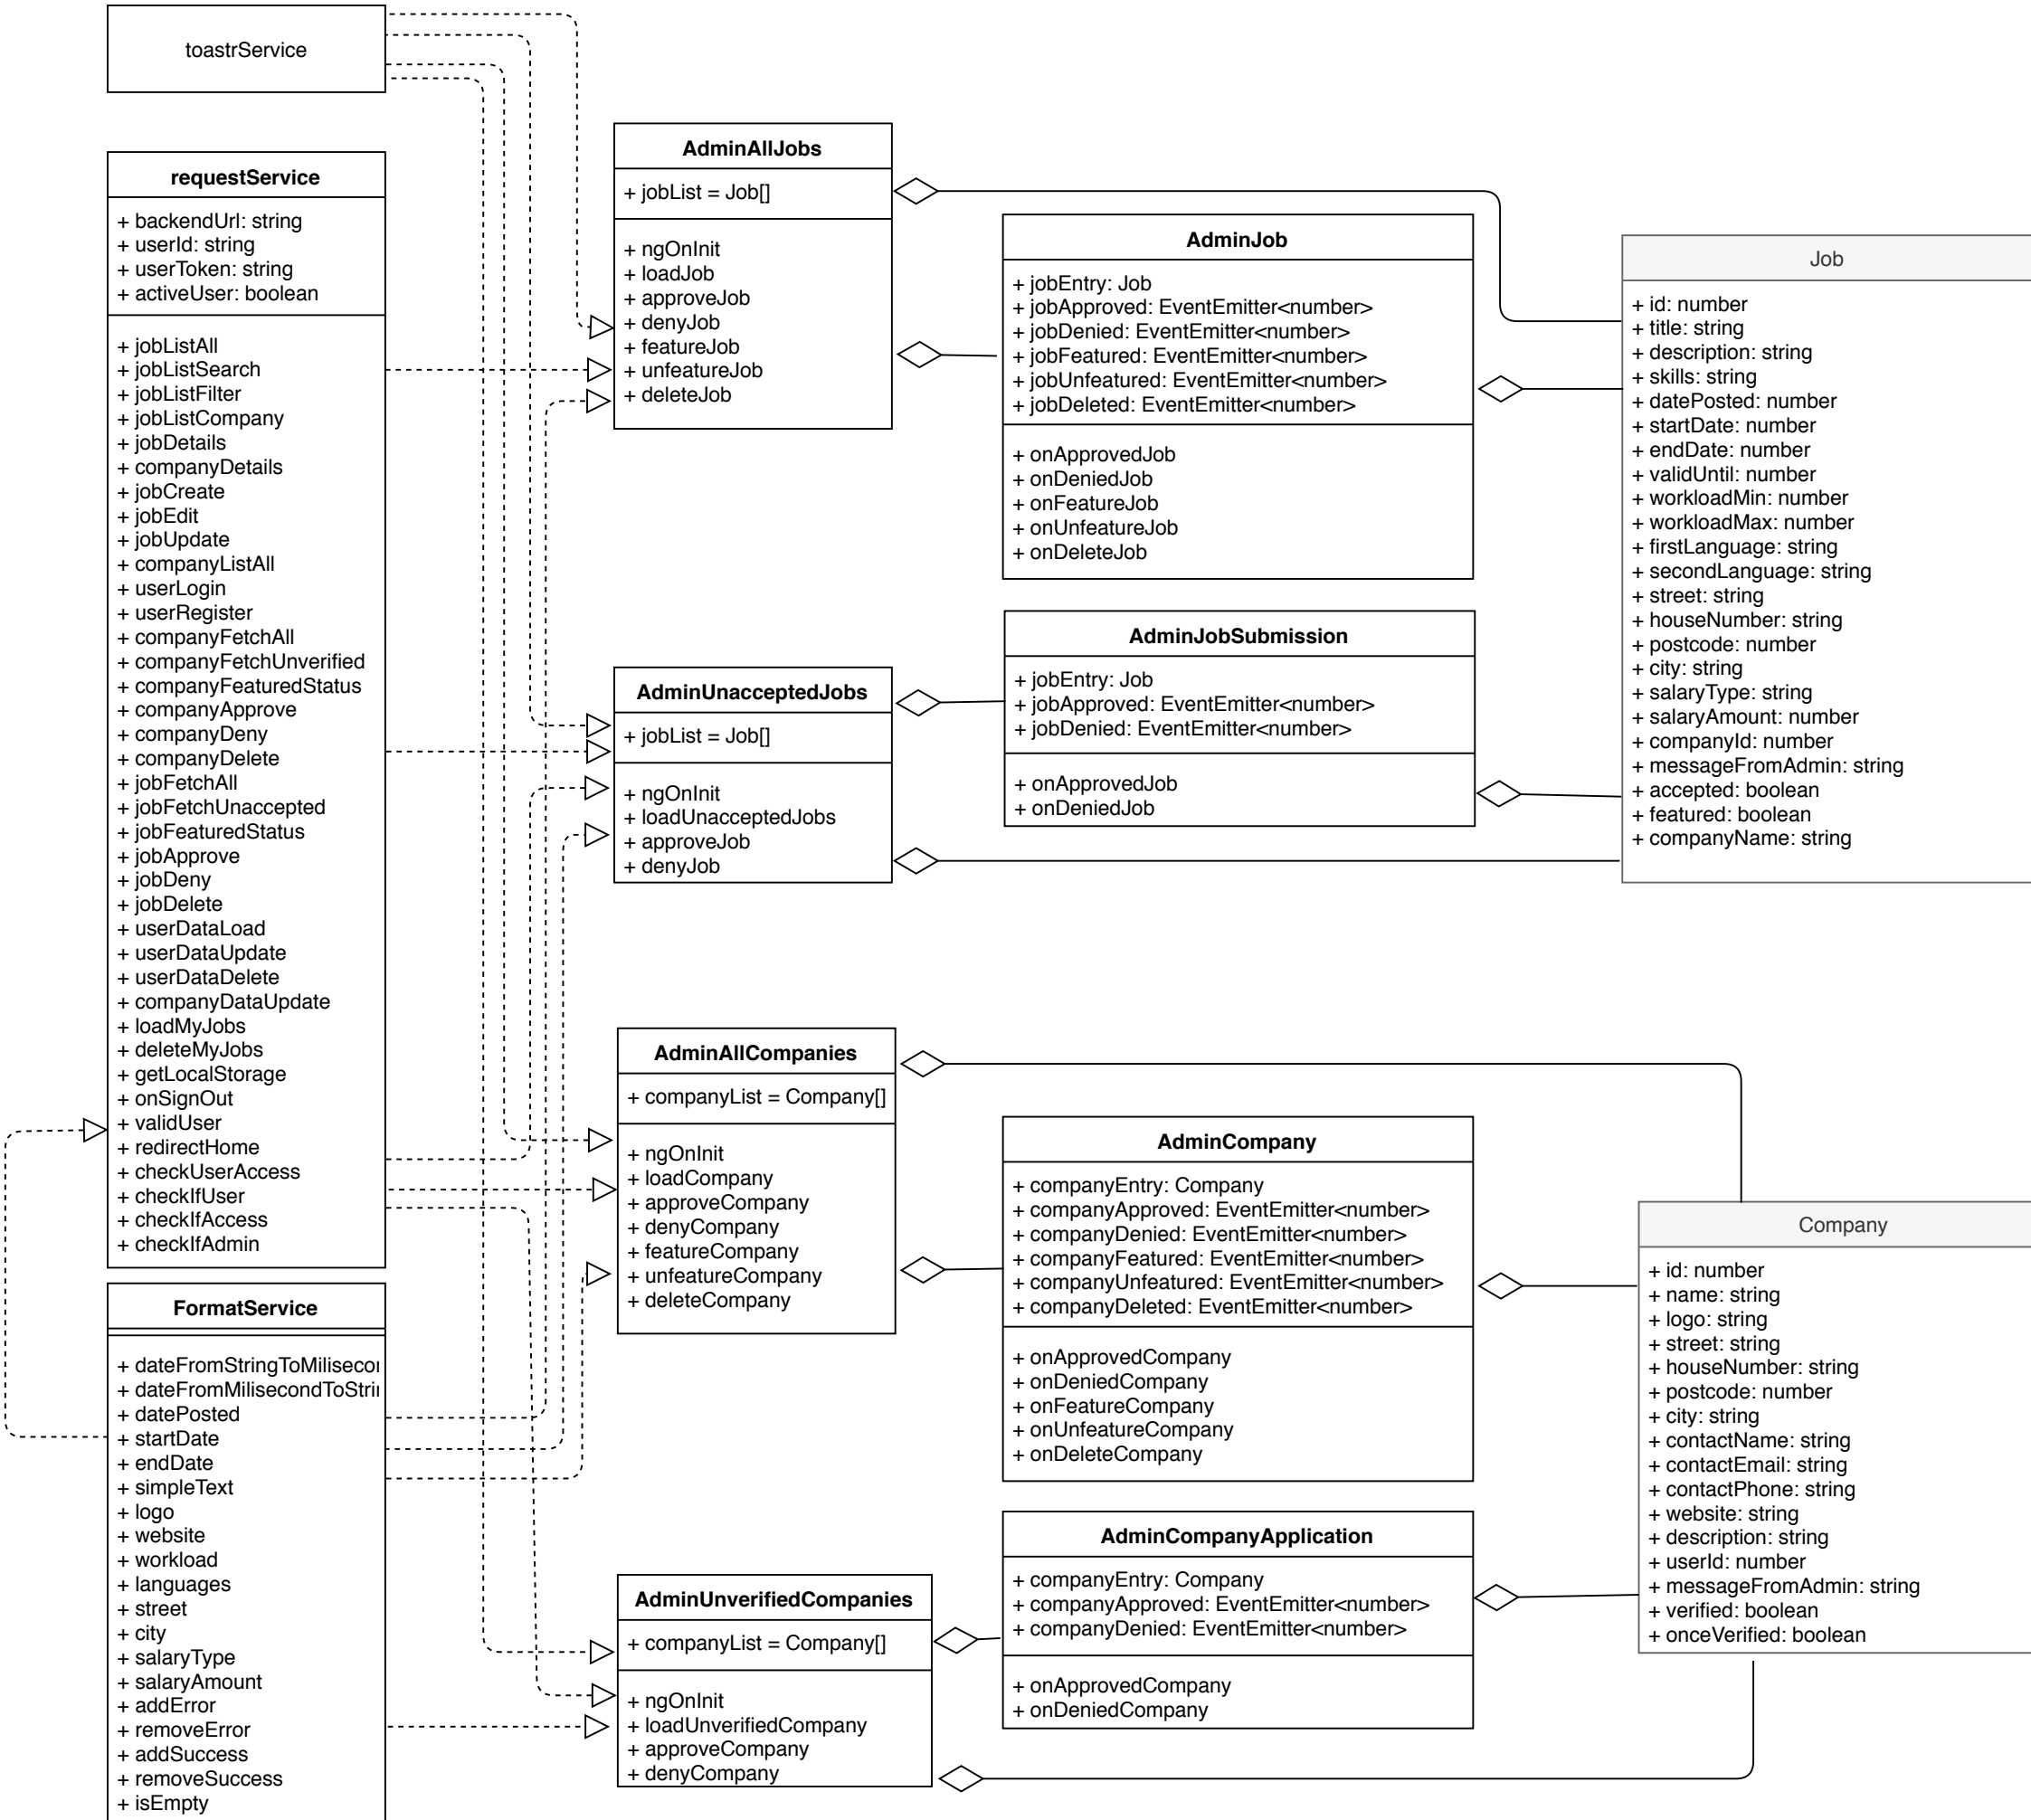 toastrService
requestService
+ backendUrl: string
+ userId: string
+ userToken: string
+ activeUser: boolean
+ jobListAll
+ jobListSearch
+ jobListFilter
+ jobListCompany
+ jobDetails
+ companyDetails
+ jobCreate
+ jobEdit
+ jobUpdate
+ companyListAll
+ userLogin
+ userRegister
+ companyFetchAll
+ companyFetchUnverified
+ companyFeaturedStatus
+ companyApprove
+ companyDeny
+ companyDelete
+ jobFetchAll
+ jobFetchUnaccepted
+ jobFeaturedStatus
+ jobApprove
+ jobDeny
+ jobDelete
+ userDataLoad
+ userDataUpdate
+ userDataDelete
+ companyDataUpdate
+ loadMyJobs
+ deleteMyJobs
+ getLocalStorage
+ onSignOut
+ validUser
+ redirectHome
+ checkUserAccess
+ checkIfUser
+ checkIfAccess
+ checkIfAdmin
FormatService
+ dateFromStringToMilisecon
+ dateFromMilisecondToStrin
+ datePosted
+ startDate
+ endDate
+ simpleText
+ logo
+ website
+ workload
+ languages
+ street
+ city
+ salaryType
+ salaryAmount
+ addError
+ removeError
+ addSuccess
+ removeSuccess
+ isEmpty
AdminAllJobs
+ jobList = Job[]
+ ngOnInit
+ loadJob
+ approveJob
+ denyJob
+ featureJob
+ unfeatureJob
+ deleteJob
AdminUnacceptedJobs
+ jobList = Job[]
+ ngOnInit
+ loadUnacceptedJobs
+ approveJob
+ denyJob
AdminAllCompanies
+ companyList = Company[]
+ ngOnInit
+ loadCompany
+ approveCompany
+ denyCompany
+ featureCompany
+ unfeatureCompany
+ deleteCompany
AdminUnverifiedCompanies
+ companyList = Company[]
+ ngOnInit
+ loadUnverifiedCompany
+ approveCompany
+ denyCompany
AdminJob
+ jobEntry: Job
+ jobApproved: EventEmitter<number>
+ jobDenied: EventEmitter<number>
+ jobFeatured: EventEmitter<number>
+ jobUnfeatured: EventEmitter<number>
+ jobDeleted: EventEmitter<number>
+ onApprovedJob
+ onDeniedJob
+ onFeatureJob
+ onUnfeatureJob
+ onDeleteJob
AdminJobSubmission
+ jobEntry: Job
+ jobApproved: EventEmitter<number>
+ jobDenied: EventEmitter<number>
+ onApprovedJob
+ onDeniedJob
AdminCompany
+ companyEntry: Company
+ companyApproved: EventEmitter<number>
+ companyDenied: EventEmitter<number>
+ companyFeatured: EventEmitter<number>
+ companyUnfeatured: EventEmitter<number>
+ companyDeleted: EventEmitter<number>
+ onApprovedCompany
+ onDeniedCompany
+ onFeatureCompany
+ onUnfeatureCompany
+ onDeleteCompany
AdminCompanyApplication
+ companyEntry: Company
+ companyApproved: EventEmitter<number>
+ companyDenied: EventEmitter<number>
+ onApprovedCompany
+ onDeniedCompany
Job
+ id: number
+ title: string
+ description: string
+ skills: string
+ datePosted: number
+ startDate: number
+ endDate: number
+ validUntil: number
+ workloadMin: number
+ workloadMax: number
+ firstLanguage: string
+ secondLanguage: string
+ street: string
+ houseNumber: string
+ postcode: number
+ city: string
+ salaryType: string
+ salaryAmount: number
+ companyId: number
+ messageFromAdmin: string
+ accepted: boolean
+ featured: boolean
+ companyName: string
Company
+ id: number
+ name: string
+ logo: string
+ street: string
+ houseNumber: string
+ postcode: number
+ city: string
+ contactName: string
+ contactEmail: string
+ contactPhone: string
+ website: string
+ description: string
+ userId: number
+ messageFromAdmin: string
+ verified: boolean
+ onceVerified: boolean